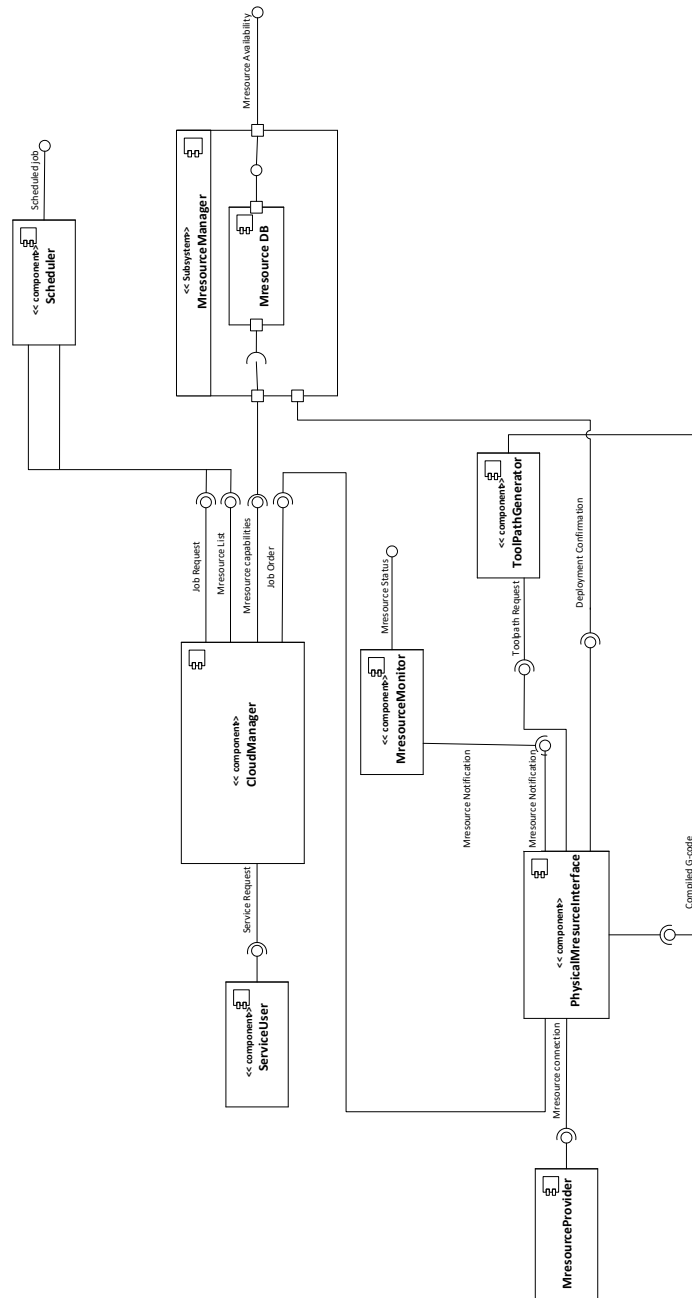 Scheduled job
<< component>>
Scheduler
Mresource Availability
<< Subsystem>>
MresourceManager
Mresource DB
Job Request
Mresource List
Mresource capabilities
Job Order
<< component>>
CloudManager
Service Request
<< component>>
ServiceUser
Mresource Status
<< component>>
MresourceMonitor
Mresource Notification
<< component>>
ToolPathGenerator
Toolpath Request
Deployment Confirmation
Mresource Notification
<< component>>
PhysicalMresurceInterface
Compiled G-code
Mresource connection
MresourceProvider